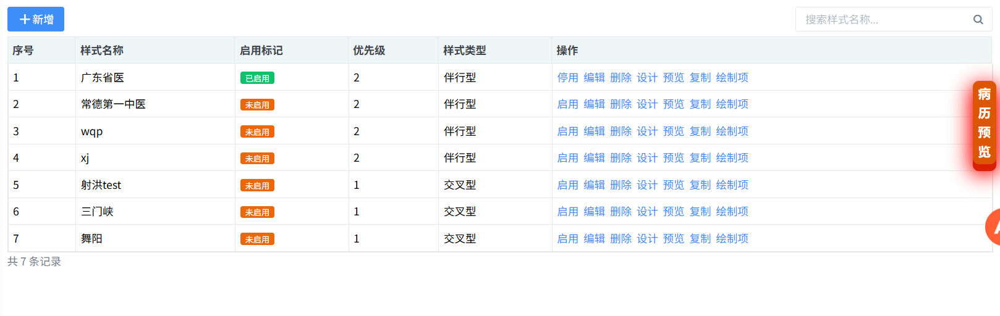 新增
搜索样式名称...
序号 样式名称 启用标记 优先级 样式类型 操作
1 广东省医 已启用 2 伴行型 停用 编辑 删除 设计 预览 复制 绘制项
2 常德第一中医 未启用 2 伴行型 启用 编辑 删除 设计 预览 复制 绘制项
3 wqp 未启用 2 伴行型 启用 编辑 删除 设计 预览 复制 绘制项
4 xj 未启用 2 伴行型 启用 编辑 删除 设计 预览 复制 绘制项
5 射洪test 未启用 1 交叉型 启用 编辑 删除 设计 预览 复制 绘制项
6 三门峡 未启用 1 交叉型 启用 编辑 删除 设计 预览 复制 绘制项
7 舞阳 未启用 1 交叉型 启用 编辑 删除 设计 预览 复制 绘制项
共 7 条记录
病历预览